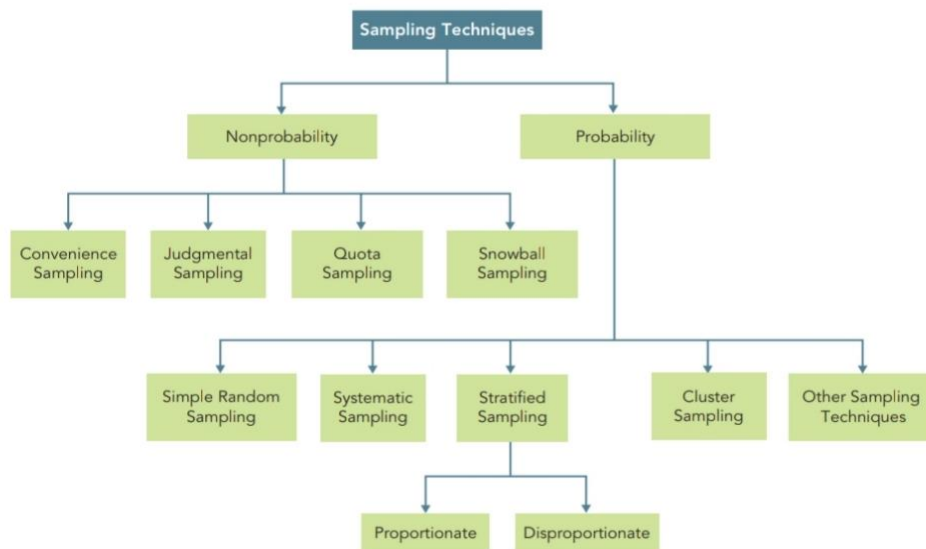 Sampling Techniques
Nonprobability
Probability
Convenience
Sampling
Judgmental
Sampling
Quota
Sampling
Snowball
Sampling
Simple Random
Sampling
Systematic
Sampling
Stratified
Sampling
Cluster
Sampling
Other Sampling
Techniques
Proportionate
Disproportionate